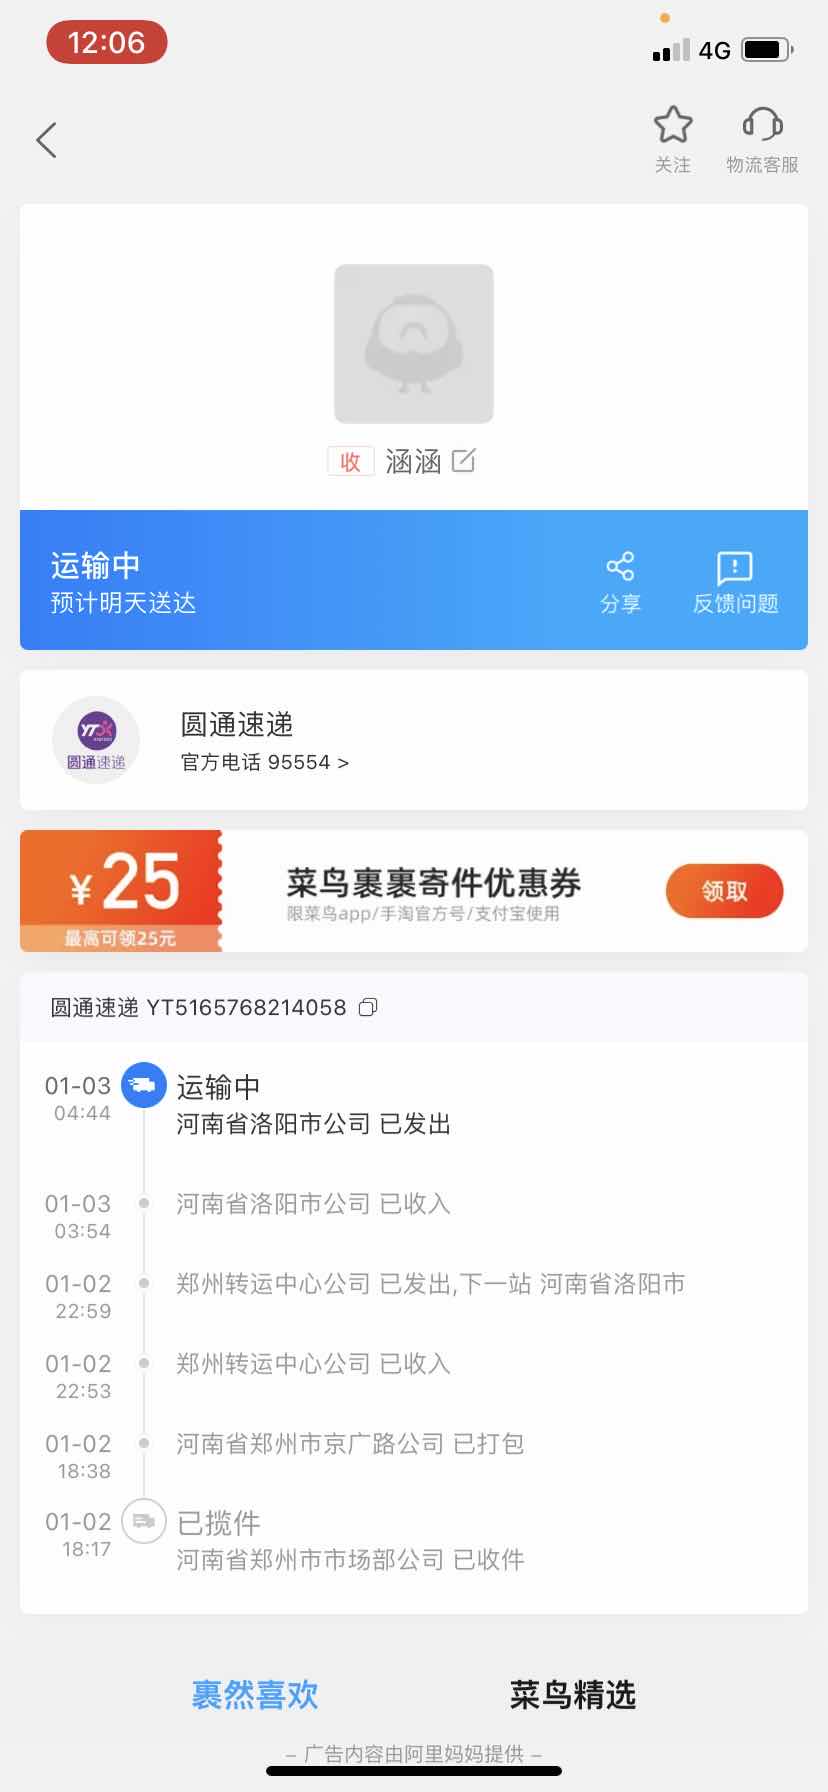 12:06
4G
关注
物流客服
收 涵涵
运输中
预计明天送达
分享
反馈问题
YTO
express
圆通速递
圆通速递
官方电话 95554 >
¥25
最高可领25元
菜鸟裹裹寄件优惠券
限菜鸟app/手淘官方号/支付宝使用
领取
圆通速递 YT5165768214058
01-03
04:44
运输中
河南省洛阳市公司 已发出
01-03
03:54
河南省洛阳市公司 已收入
01-02
22:59
郑州转运中心公司 已发出,下一站 河南省洛阳市
01-02
22:53
郑州转运中心公司 已收入
01-02
18:38
河南省郑州市京广路公司 已打包
01-02
18:17
已揽件
河南省郑州市市场部公司 已收件
裹然喜欢
菜鸟精选
– 广告内容由阿里妈妈提供 –